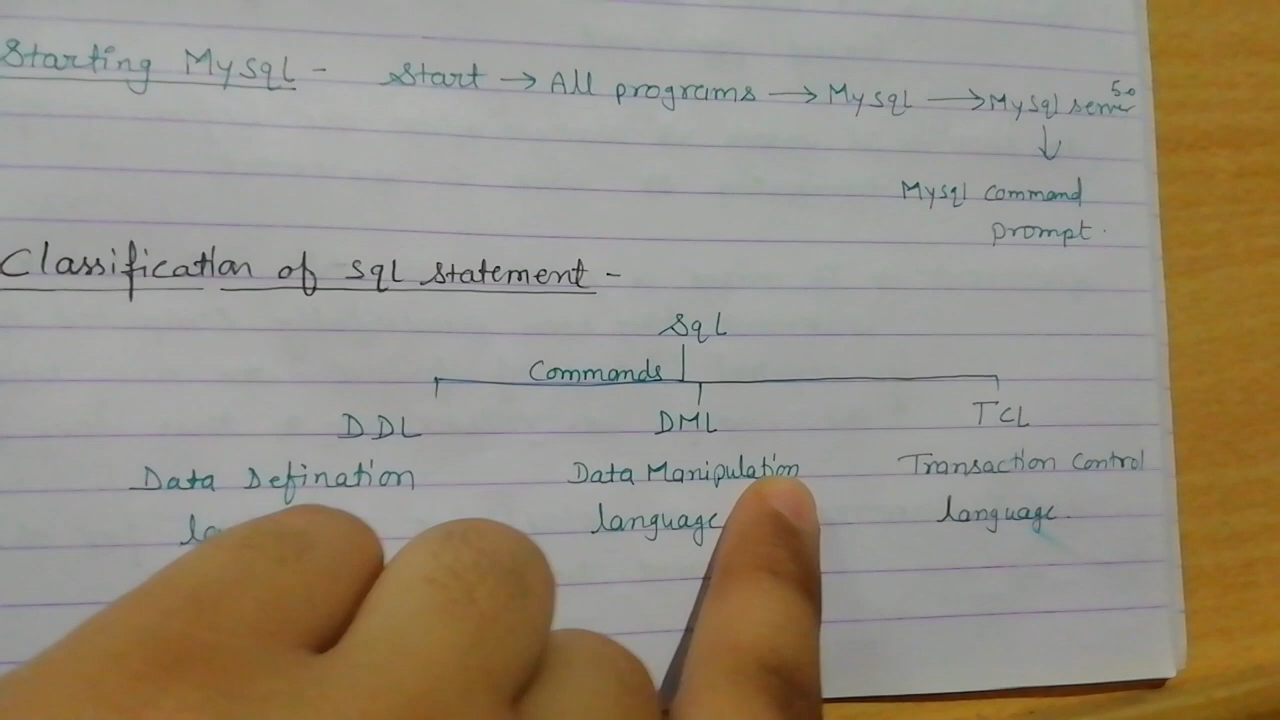 Starting MySql - Start → All programs → MySql → MySql server 5.0
↓
Mysql command
prompt.
Classification of Sql Statement -
Sql
Commands
DDL DML TCL
Data Defination Data Manipulation Transaction Control
language language.